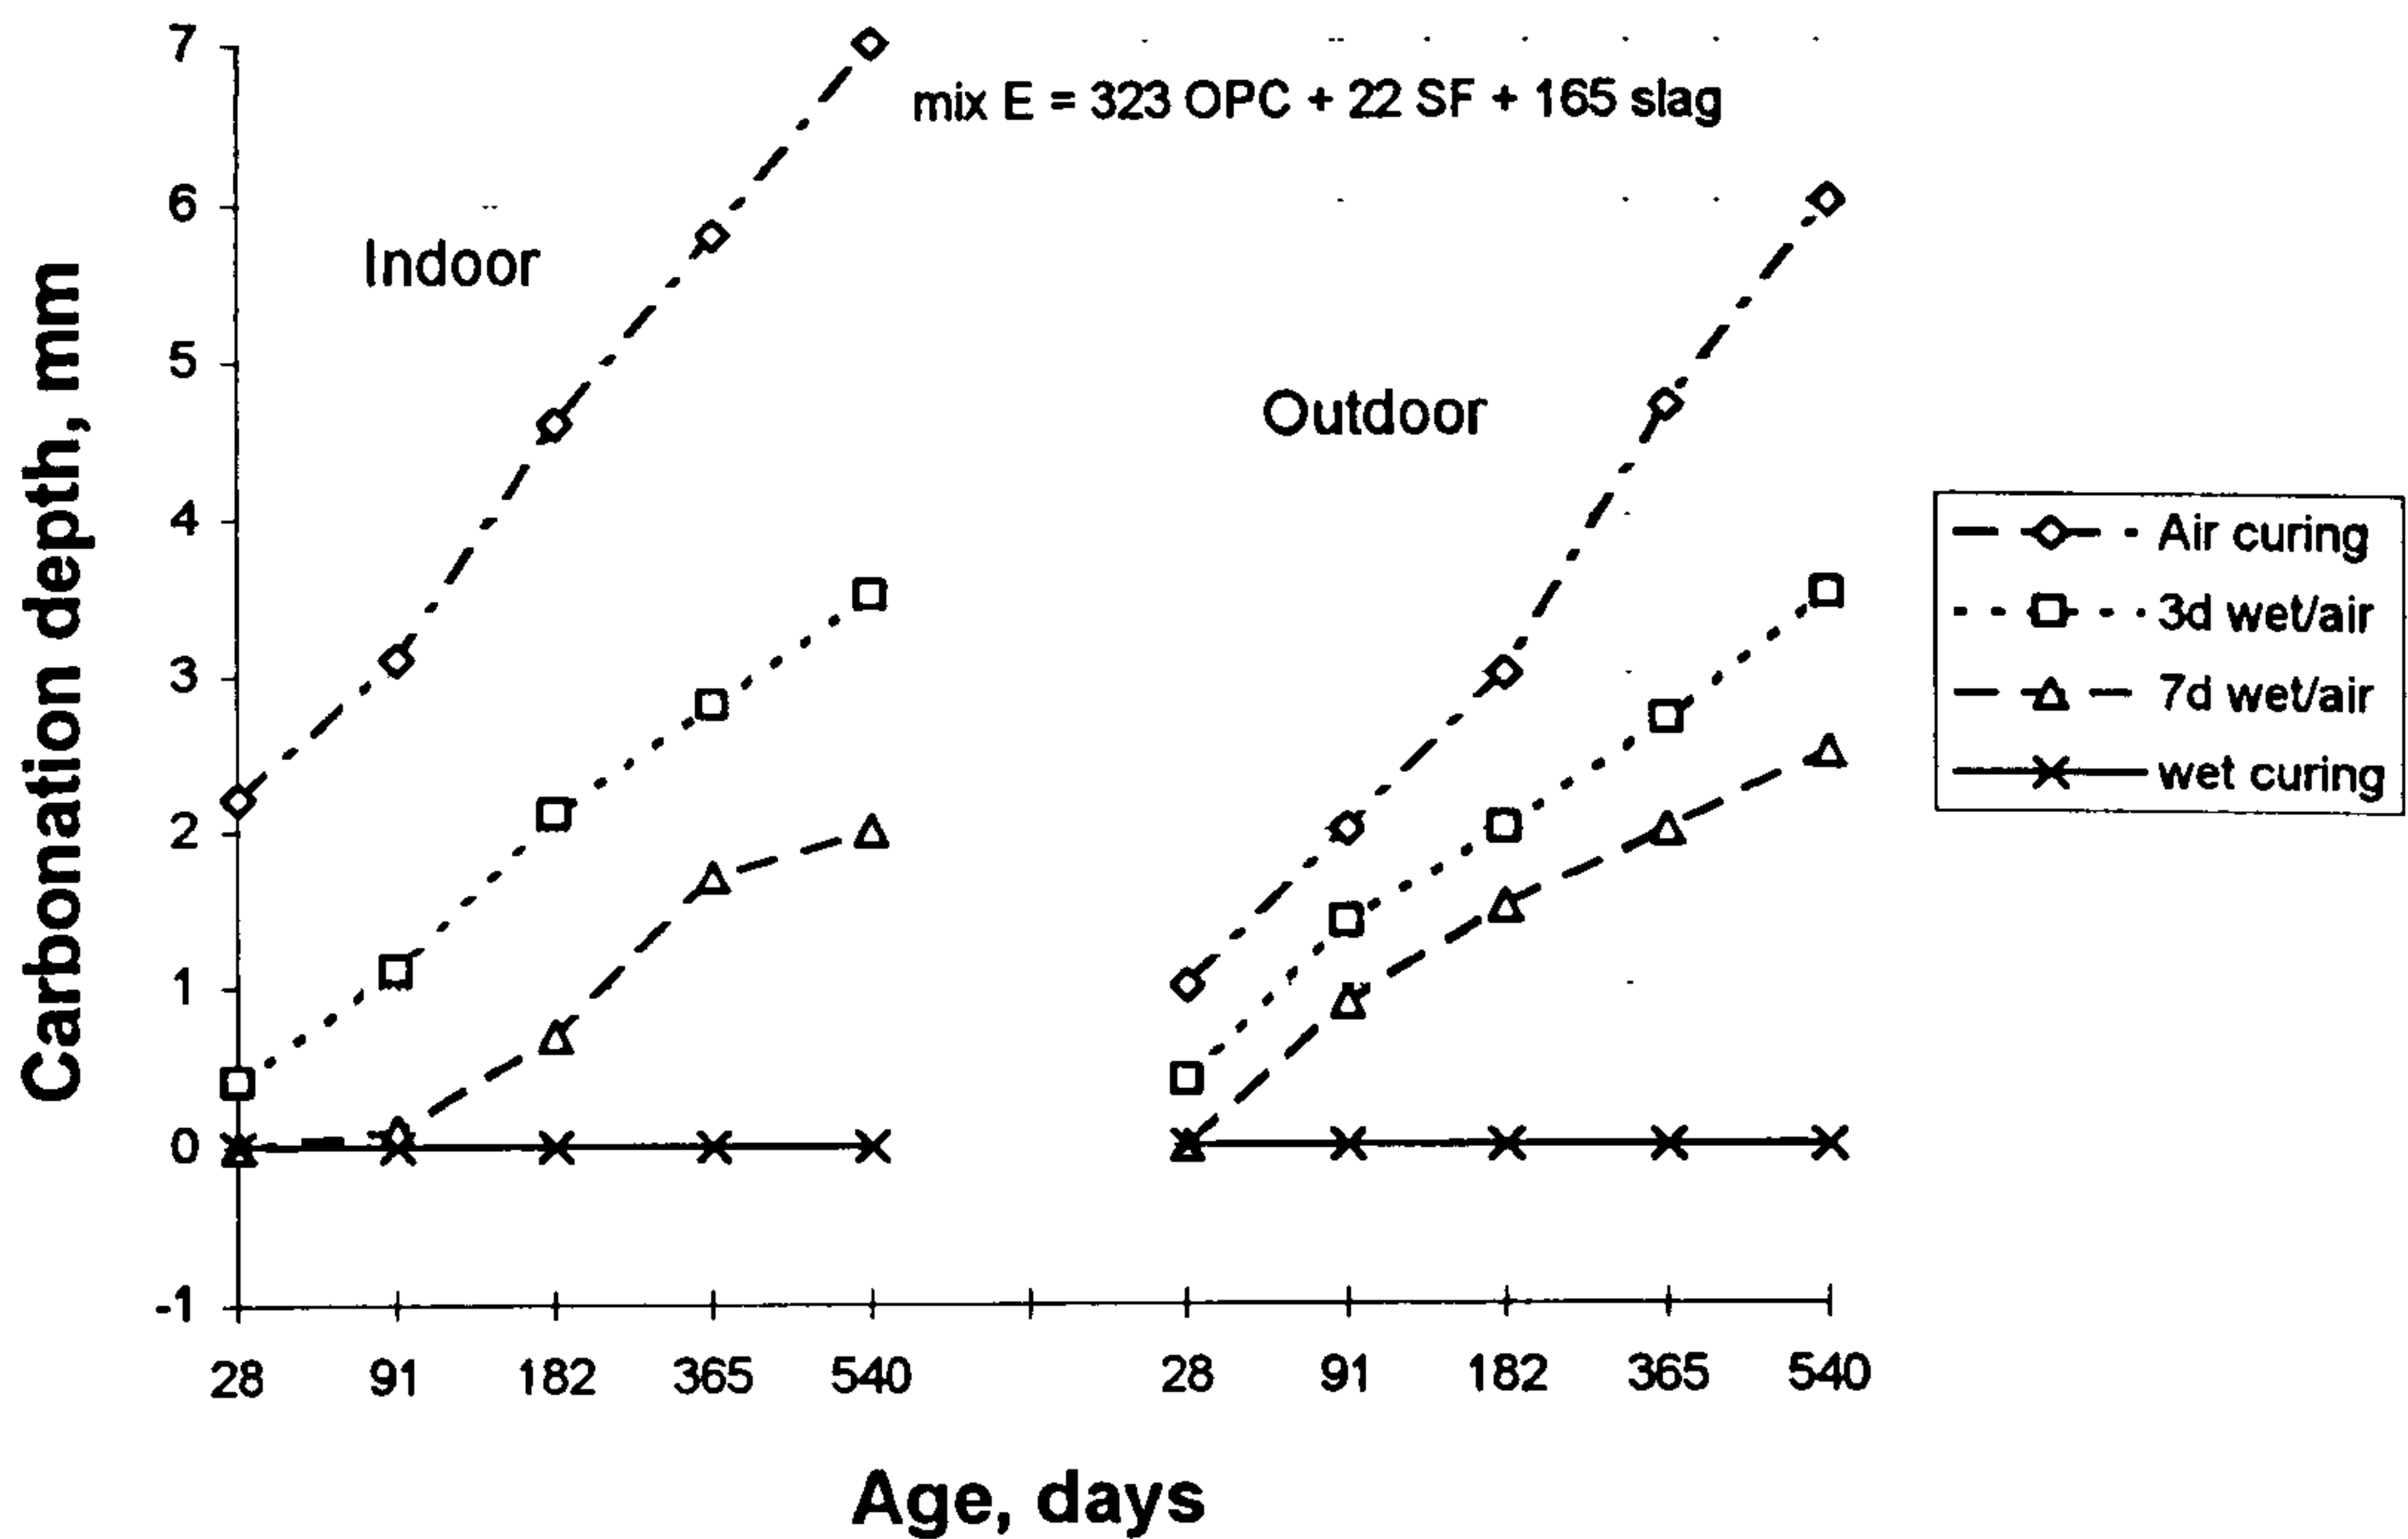 7
mix E = 323 OPC + 22 SF + 165 slag
6
Indoor
5
Outdoor
4
Air curing
3d wet/air
7d wet/air
wet curing
3
2
1
0
-1
28 91 182 365 540 28 91 182 365 540
Age, days
Carbonation depth, mm